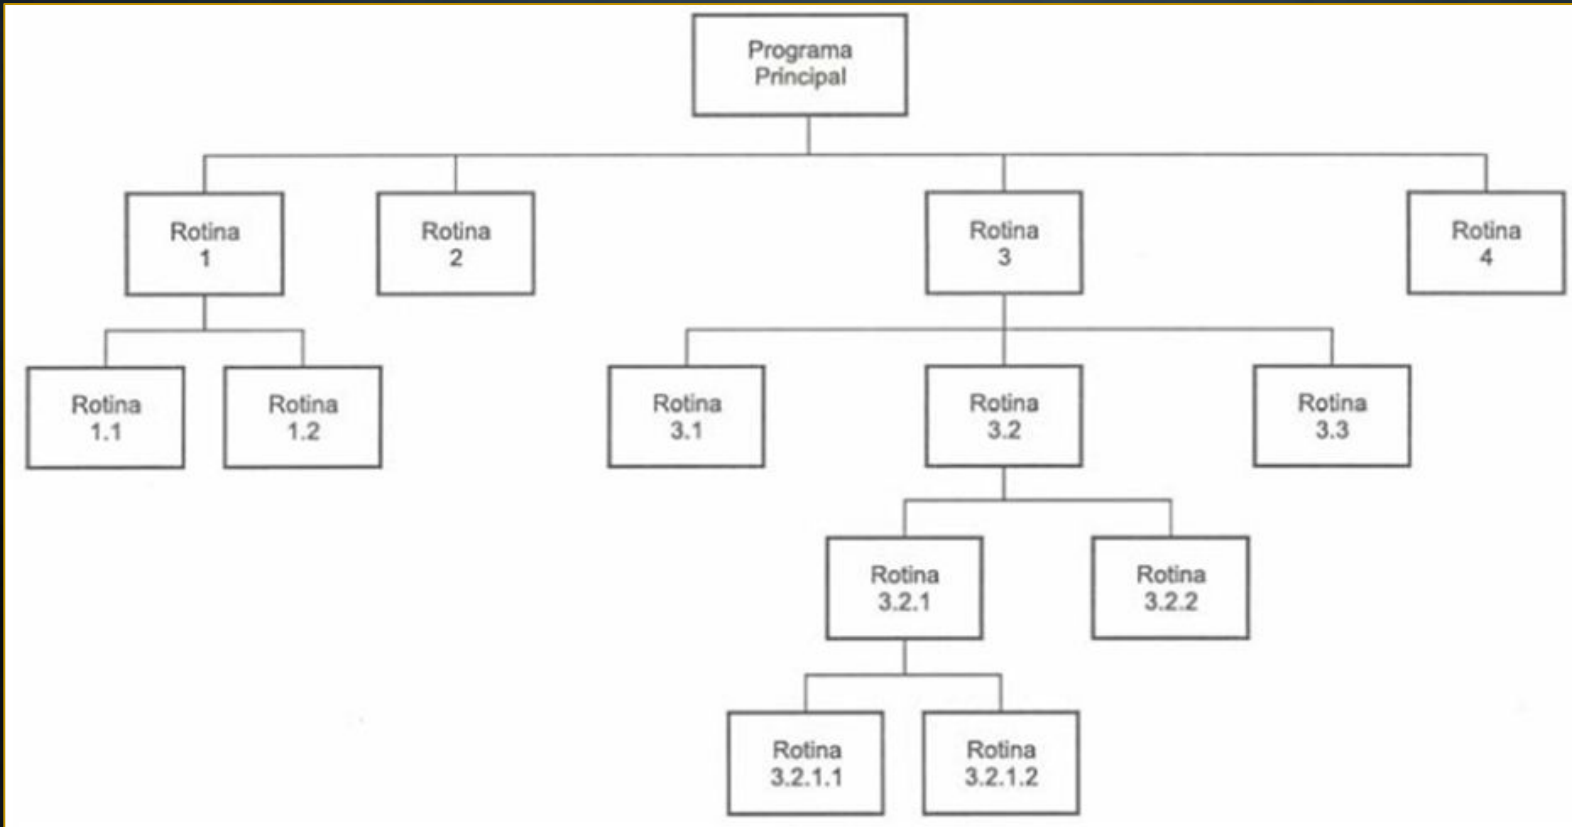 Programa
Principal
Rotina
1
Rotina
2
Rotina
3
Rotina
4
Rotina
1.1
Rotina
1.2
Rotina
3.1
Rotina
3.2
Rotina
3.3
Rotina
3.2.1
Rotina
3.2.2
Rotina
3.2.1.1
Rotina
3.2.1.2